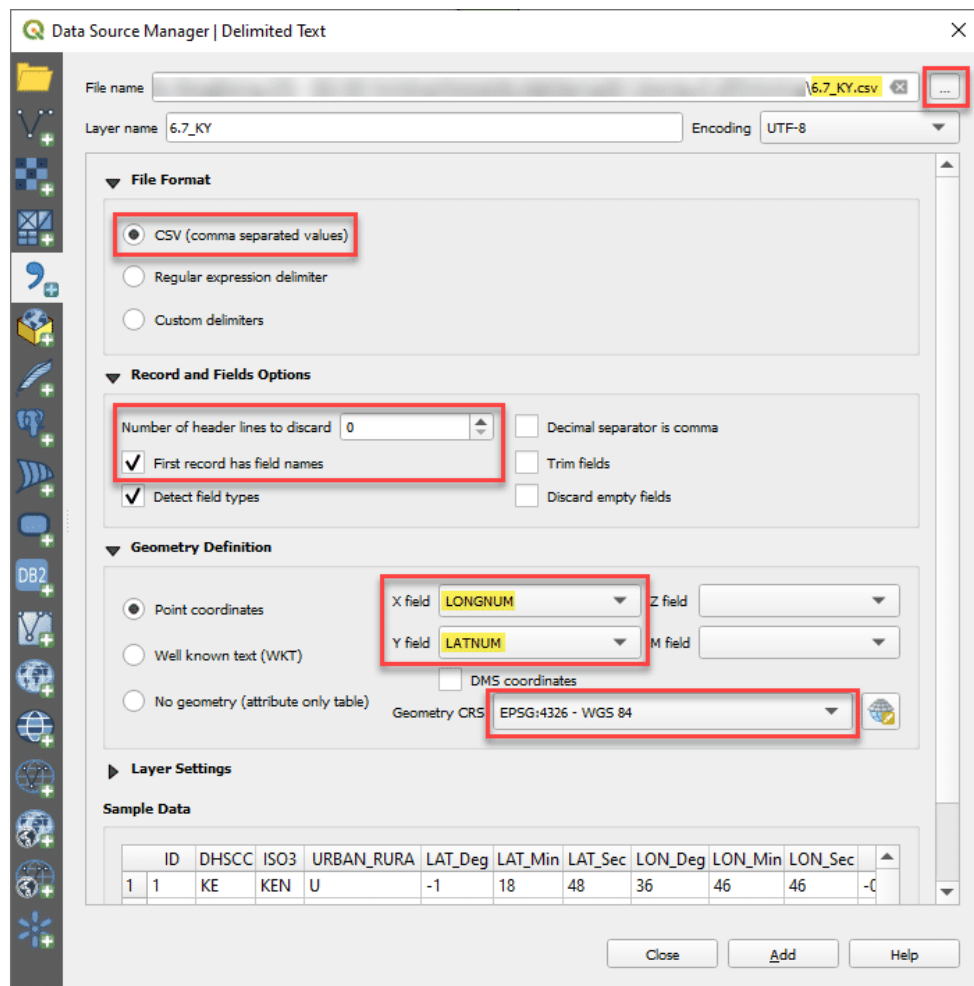 Data Source Manager | Delimited Text
File name \6.7_KY.csv ...
Layer name 6.7_KY Encoding UTF-8
File Format
CSV (comma separated values)
Regular expression delimiter
Custom delimiters
Record and Fields Options
Number of header lines to discard 0 Decimal separator is comma
First record has field names Trim fields
Detect field types Discard empty fields
Geometry Definition
Point coordinates X field LONGNUM Z field
Well known text (WKT) Y field LATNUM M field
DMS coordinates
No geometry (attribute only table) Geometry CRS EPSG:4326 - WGS 84
Layer Settings
Sample Data
ID DHSCC ISO3 URBAN_RURA LAT_Deg LAT_Min LAT_Sec LON_Deg LON_Min LON_Sec
1 1 KE KEN U -1 18 48 36 46 46
DB2
Close Add Help